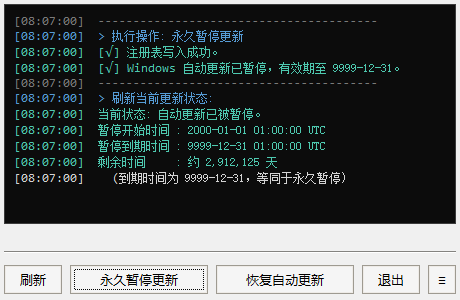 [08:07:00] ----------------------------------------
[08:07:00] > 执行操作: 永久暂停更新
[08:07:00] [√] 注册表写入成功。
[08:07:00] [√] Windows 自动更新已暂停，有效期至 9999-12-31。
[08:07:00] ----------------------------------------
[08:07:00] > 刷新当前更新状态:
[08:07:00] 当前状态: 自动更新已被暂停。
[08:07:00] 暂停开始时间 : 2000-01-01 01:00:00 UTC
[08:07:00] 暂停到期时间 : 9999-12-31 01:00:00 UTC
[08:07:00] 剩余时间 : 约 2,912,125 天
[08:07:00] (到期时间为 9999-12-31，等同于永久暂停)
刷新 永久暂停更新 恢复自动更新 退出 ≡